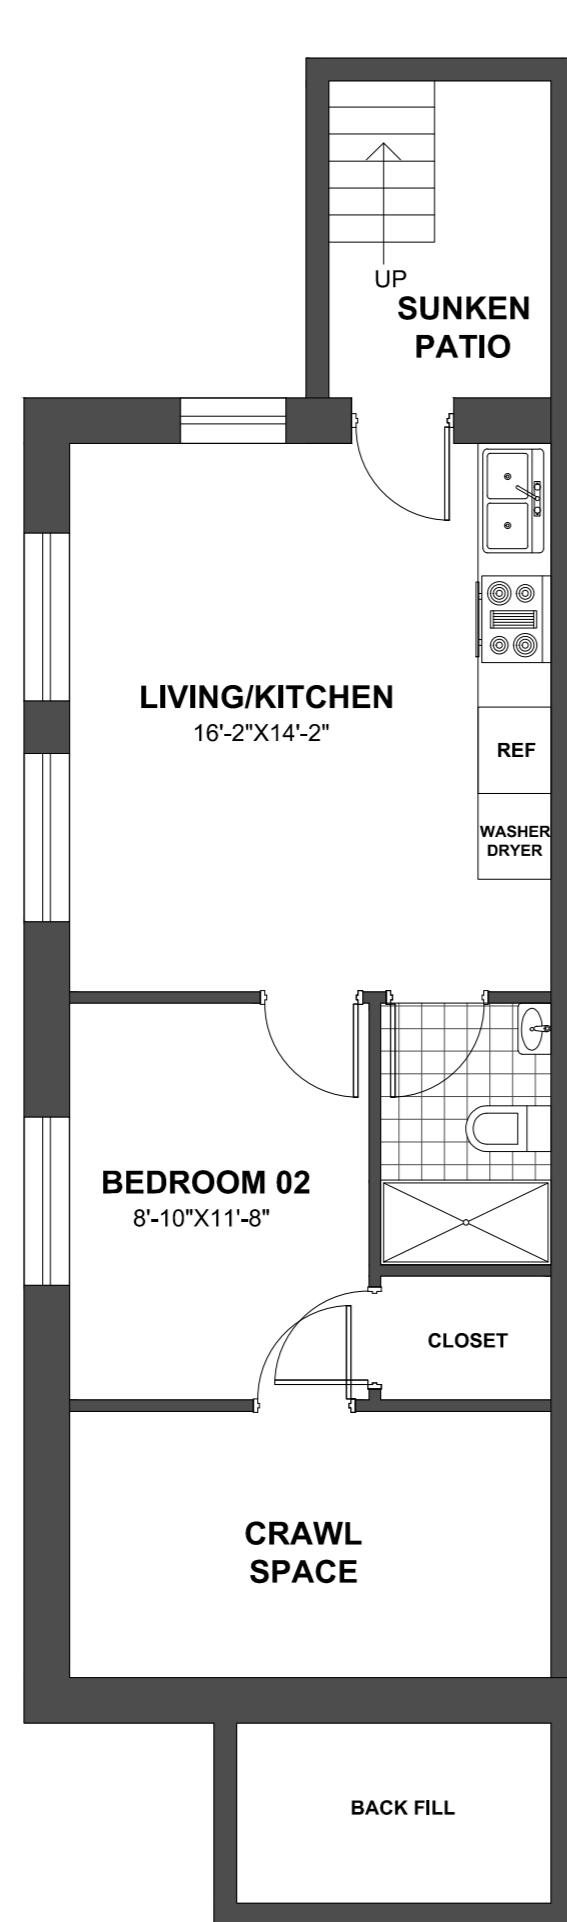 UP
SUNKEN
PATIO
LIVING/KITCHEN
16'-2"X14'-2"
REF
WASHER
DRYER
BEDROOM 02
8'-10"X11'-8"
CLOSET
CRAWL
SPACE
BACK FILL